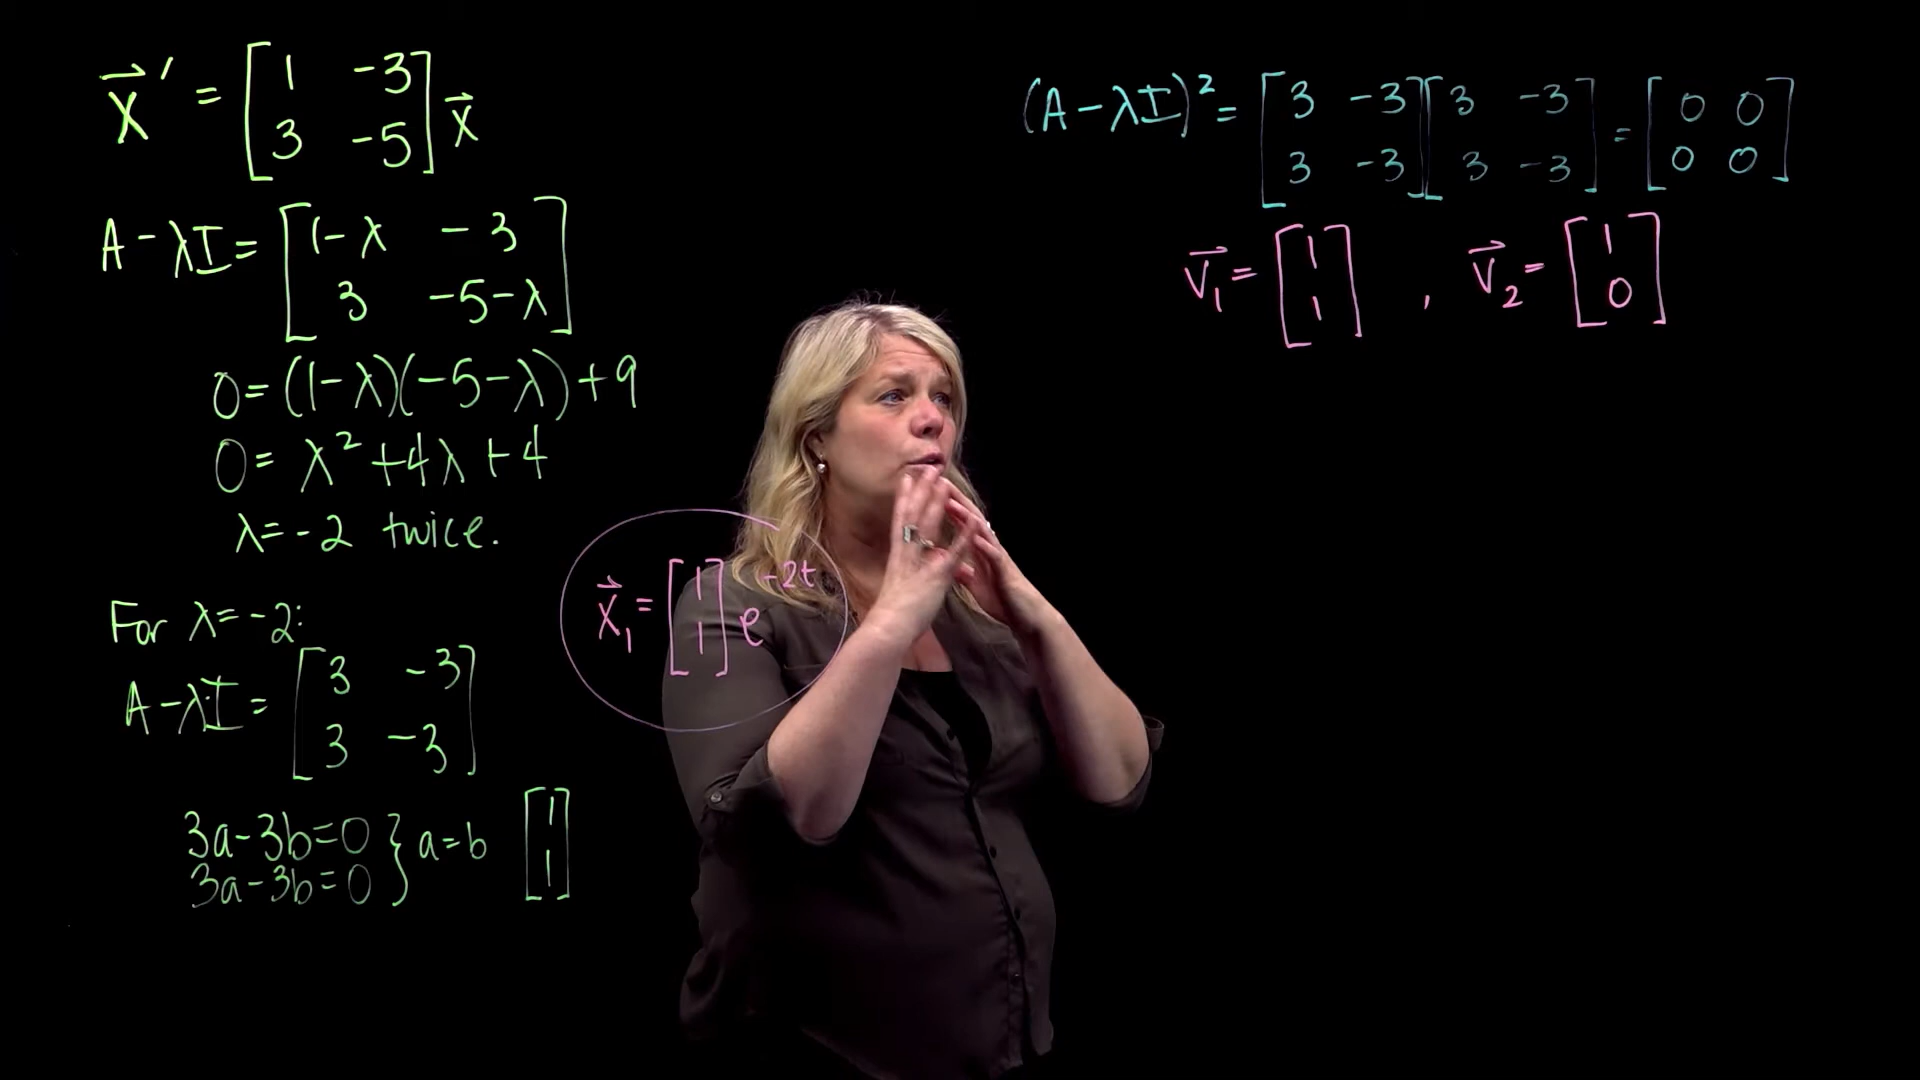 x⃗′ = [1 -3; 3 -5] x⃗
A - λI = [1-λ -3; 3 -5-λ]
0 = (1-λ)(-5-λ) + 9
0 = λ² + 4λ + 4
λ = -2 twice.
For λ = -2:
A - λI = [3 -3; 3 -3]
3a - 3b = 0
3a - 3b = 0 } a = b [1; 1]
x⃗₁ = [1; 1] e^(-2t)
(A - λI)² = [3 -3; 3 -3] [3 -3; 3 -3] = [0 0; 0 0]
v⃗₁ = [1; 1] , v⃗₂ = [1; 0]